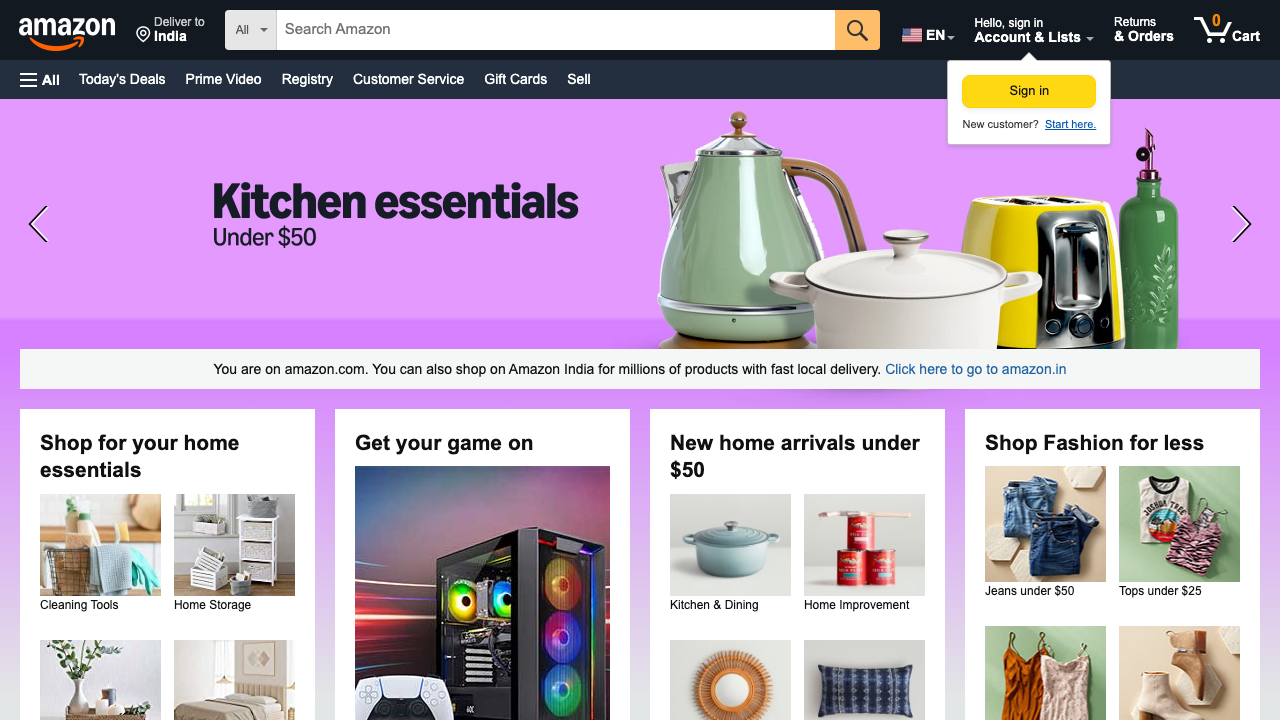 amazon
Deliver to
India
All
Search Amazon
EN
Hello, sign in
Account & Lists
Returns
& Orders
0
Cart
All
Today's Deals
Prime Video
Registry
Customer Service
Gift Cards
Sell
Sign in
New customer? Start here.
Kitchen essentials
Under $50
You are on amazon.com. You can also shop on Amazon India for millions of products with fast local delivery. Click here to go to amazon.in
Shop for your home
essentials
Cleaning Tools
Home Storage
Get your game on
New home arrivals under
$50
Kitchen & Dining
Home Improvement
Shop Fashion for less
JOSHUA TREE
Jeans under $50
Tops under $25